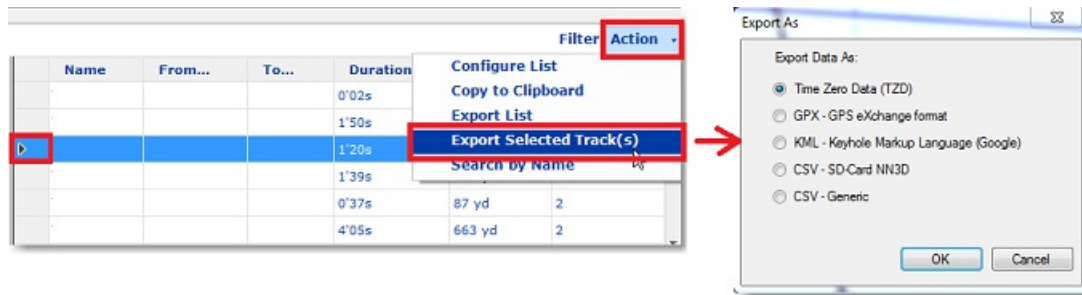 Filter Action
Name From... To... Duration
0'02s
1'50s
1'20s
1'39s
0'37s 87 yd 2
4'05s 663 yd 2
Configure List
Copy to Clipboard
Export List
Export Selected Track(s)
Search by Name
Export As
Export Data As:
Time Zero Data (TZD)
GPX - GPS eXchange format
KML - Keyhole Markup Language (Google)
CSV - SD-Card NN3D
CSV - Generic
OK Cancel